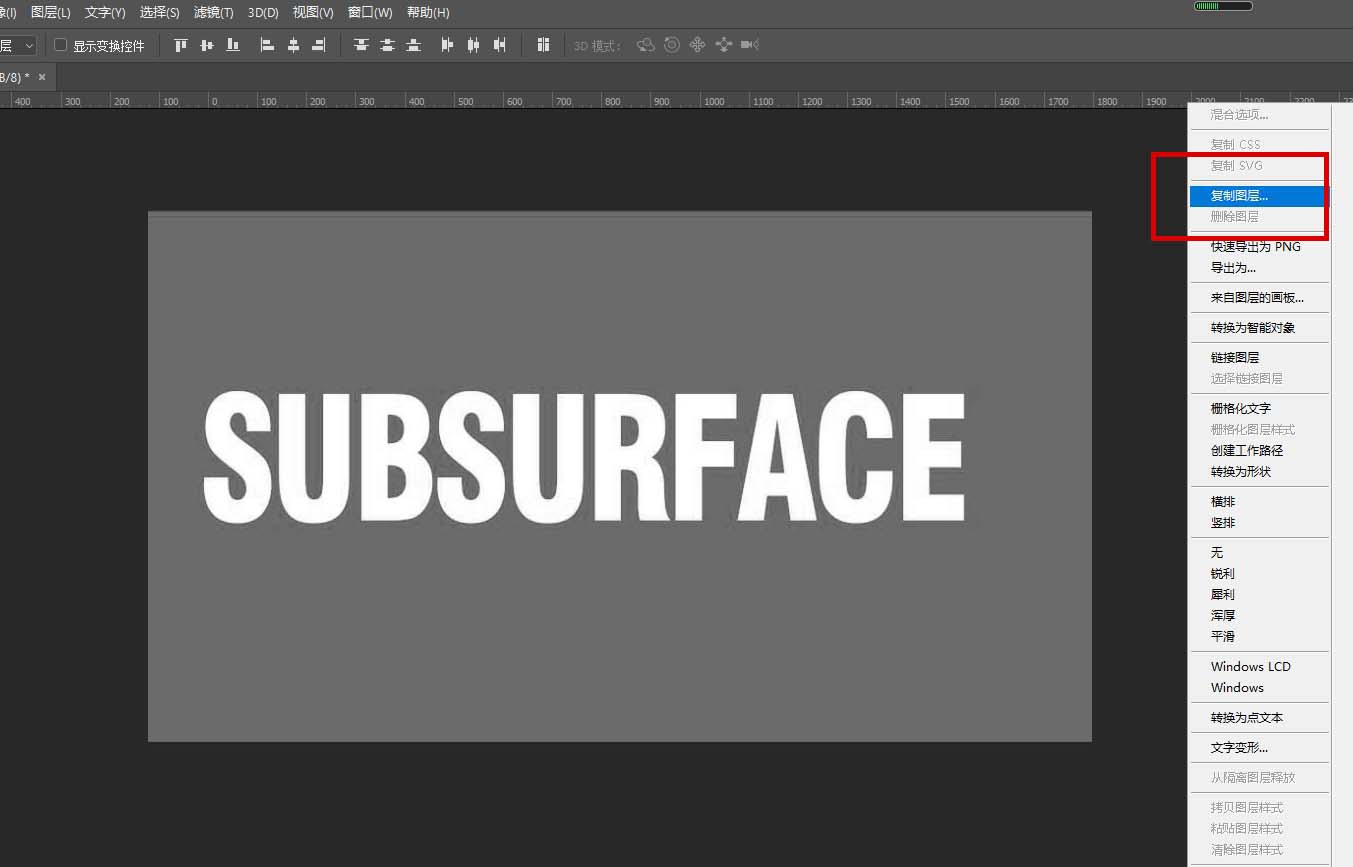 图层(L) 文字(Y) 选择(S) 滤镜(T) 3D(D) 视图(V) 窗口(W) 帮助(H)
层 显示变换控件 3D 模式:
B/8) * ×
400 300 200 100 0 100 200 300 400 500 600 700 800 900 1000 1100 1200 1300 1400 1500 1600 1700 1800 1900 2000 2100 2200
混合选项...
复制 CSS
复制 SVG
复制图层...
删除图层
快速导出为 PNG
导出为...
来自图层的画板...
转换为智能对象
链接图层
选择链接图层
栅格化文字
栅格化图层样式
创建工作路径
转换为形状
横排
竖排
无
锐利
犀利
浑厚
平滑
Windows LCD
Windows
转换为点文本
文字变形...
从隔离图层释放
拷贝图层样式
粘贴图层样式
清除图层样式
SUBSURFACE